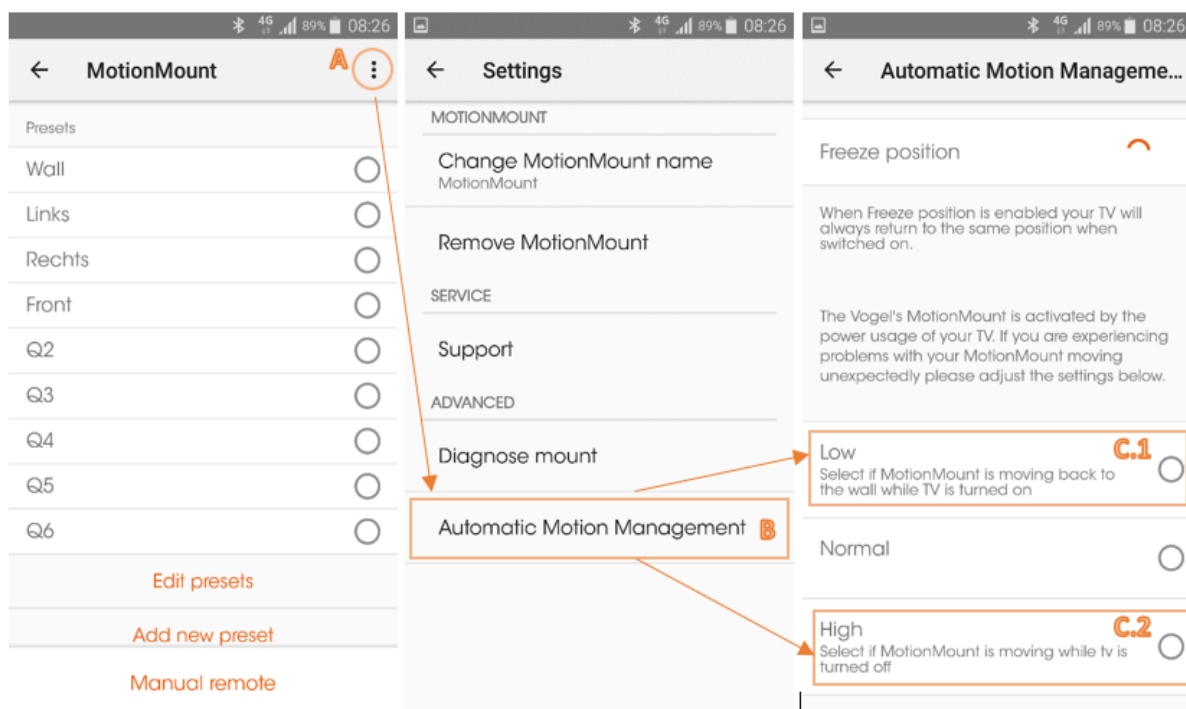 4G 89% 08:26
MotionMount A
Presets
Wall
Links
Rechts
Front
Q2
Q3
Q4
Q5
Q6
Edit presets
Add new preset
Manual remote
4G 89% 08:26
Settings
MOTIONMOUNT
Change MotionMount name
MotionMount
Remove MotionMount
SERVICE
Support
ADVANCED
Diagnose mount
Automatic Motion Management B
4G 89% 08:26
Automatic Motion Manageme...
Freeze position
When Freeze position is enabled your TV will
always return to the same position when
switched on.
The Vogel's MotionMount is activated by the
power usage of your TV. If you are experiencing
problems with your MotionMount moving
unexpectedly please adjust the settings below.
Low C.1
Select if MotionMount is moving back to
the wall while TV is turned on
Normal
High C.2
Select if MotionMount is moving while tv is
turned off